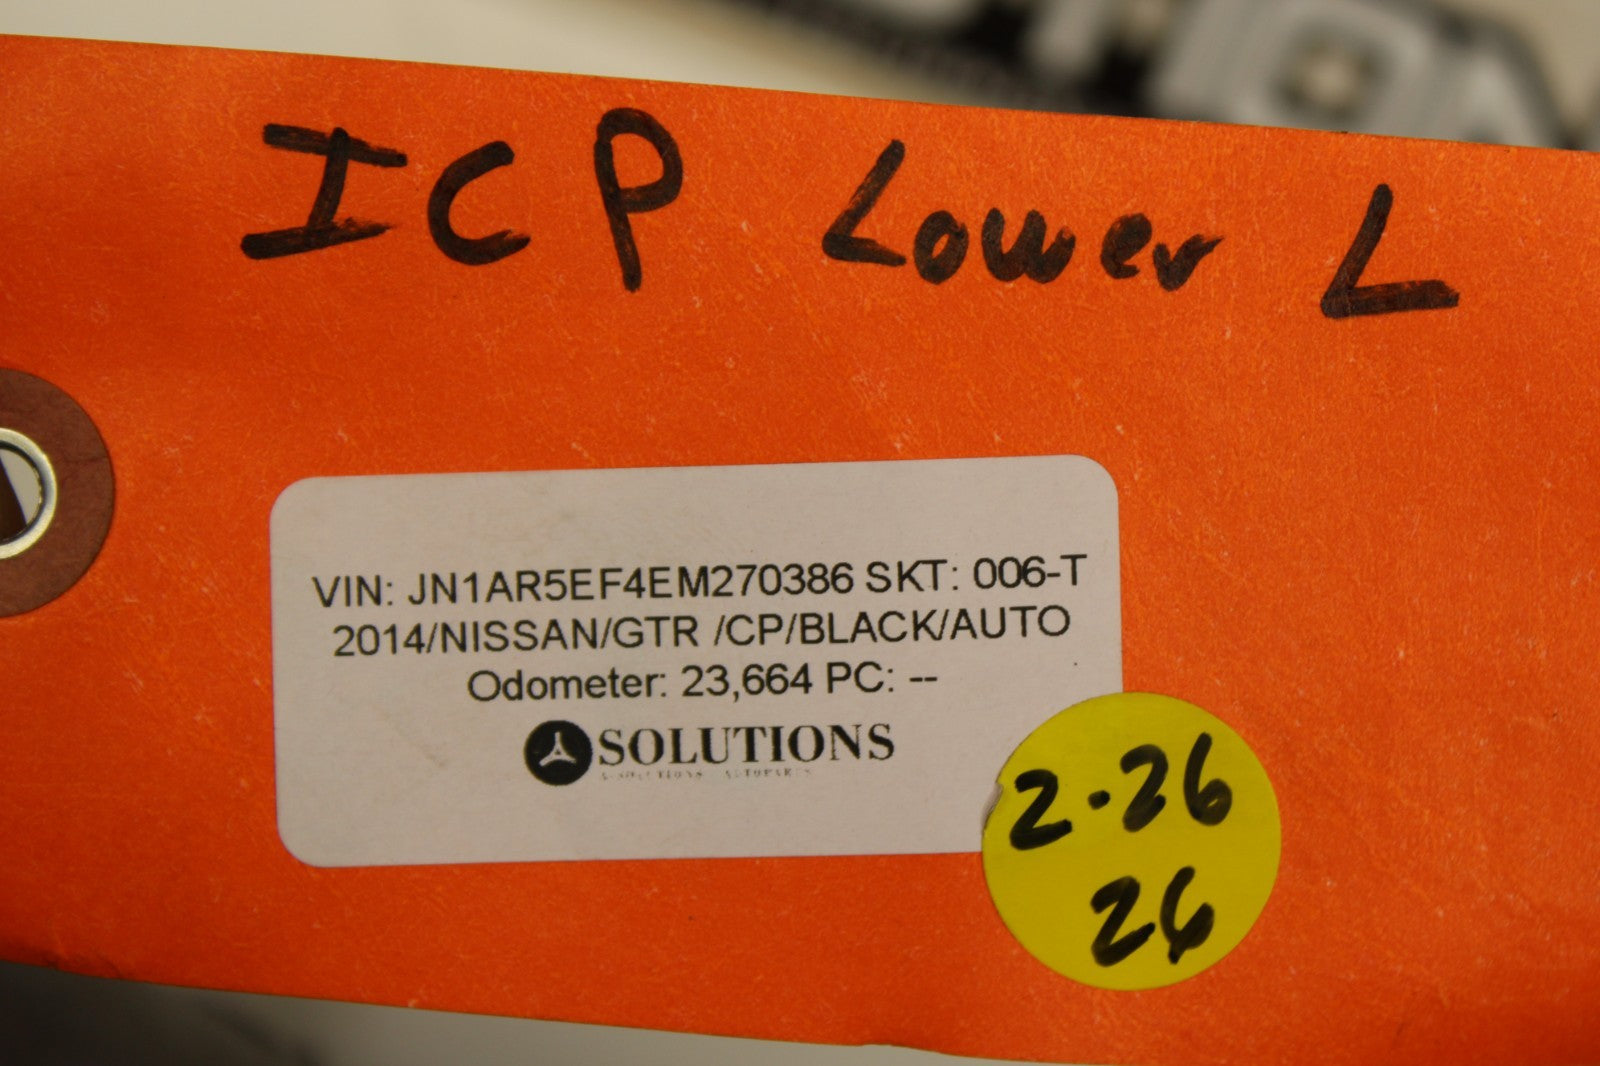 ICP Lower L
VIN: JN1AR5EF4EM270386 SKT: 006-T
2014/NISSAN/GTR /CP/BLACK/AUTO
Odometer: 23,664 PC: --
SOLUTIONS
2.26
26